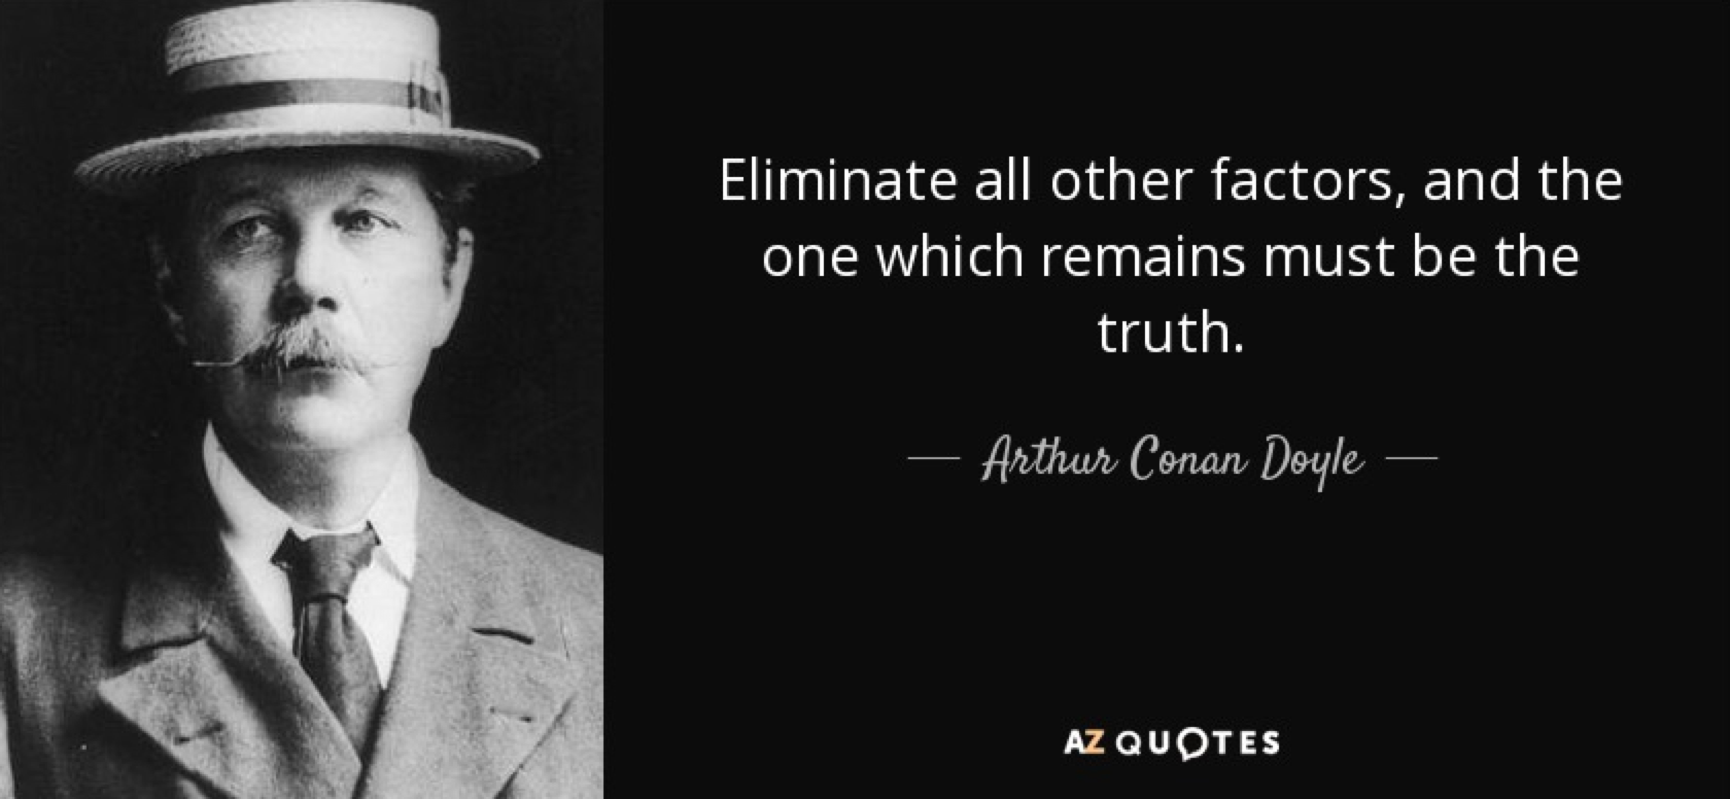 Eliminate all other factors, and the
one which remains must be the
truth.
— Arthur Conan Doyle —
AZ QUOTES